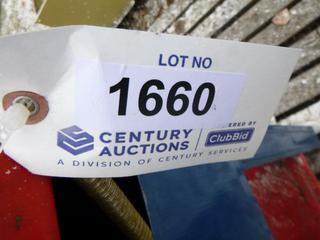 LOT NO
1660
ERED BY
CENTURY
AUCTIONS
ClubBid
A DIVISION OF CENTURY SERVICES